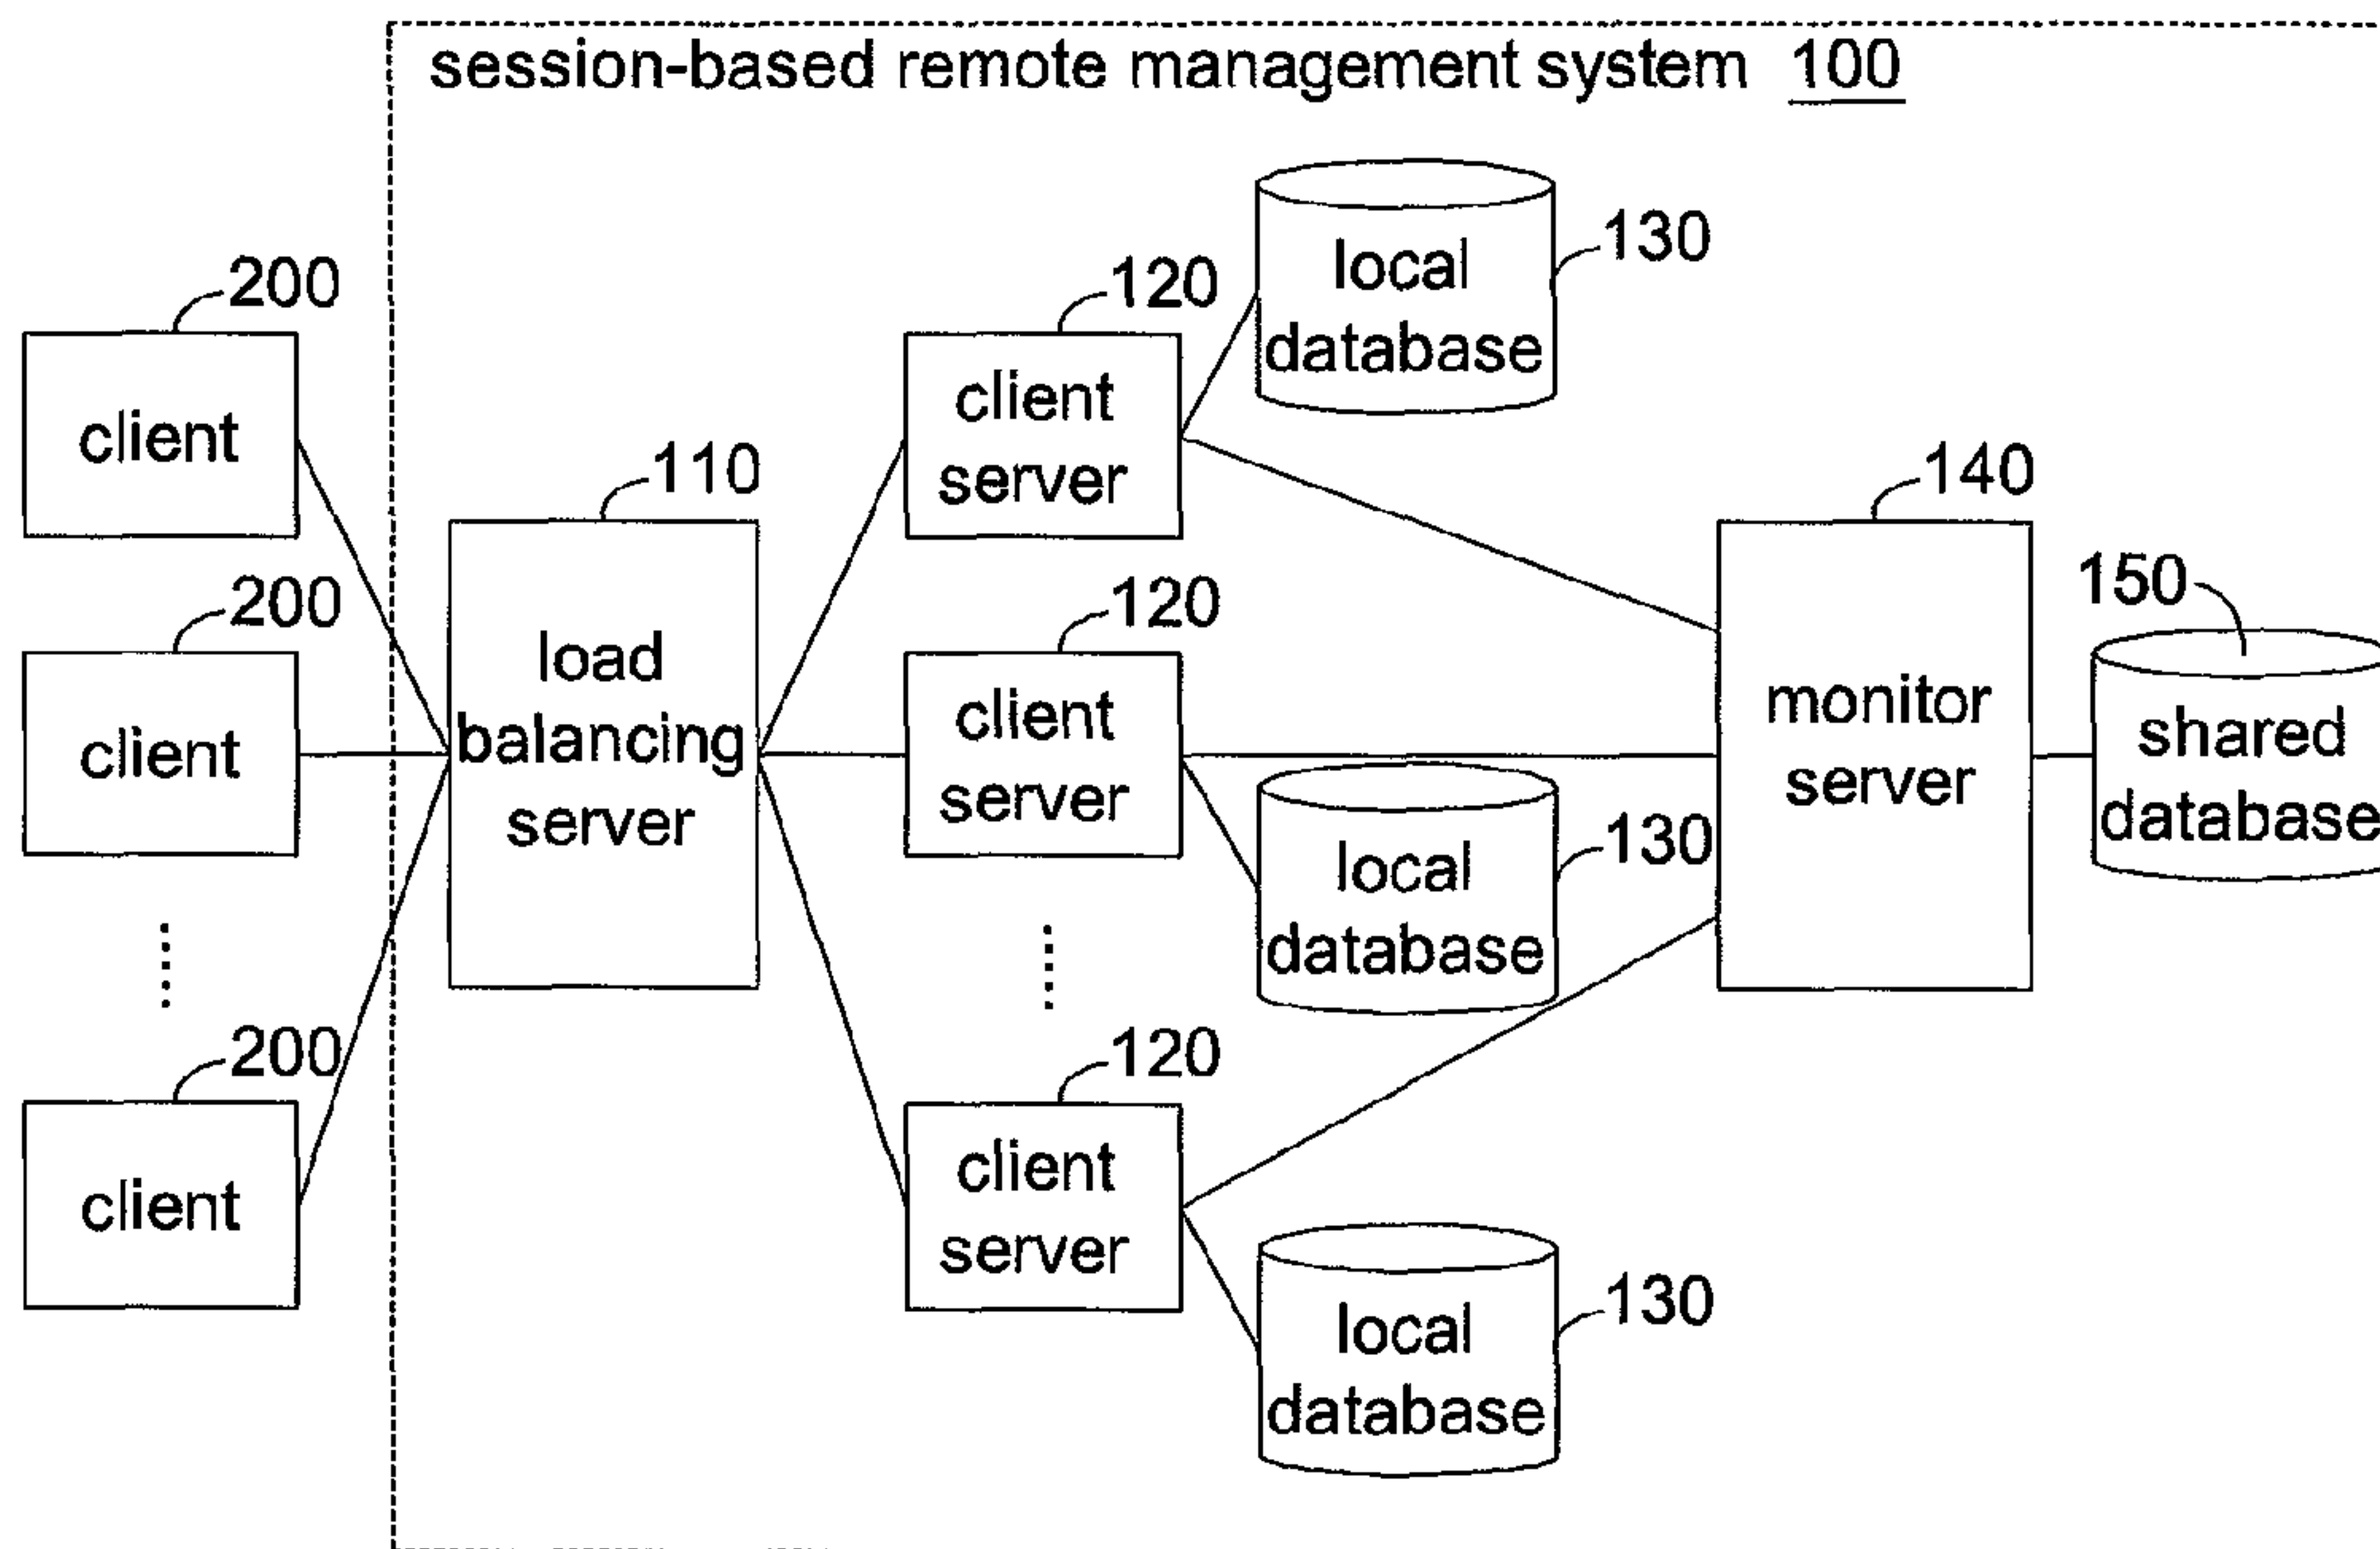 session-based remote management system 100
200
client
200
client
200
client
110
load
balancing
server
120
client
server
120
client
server
120
client
server
local
database
130
local
database
130
local
database
130
140
monitor
server
150
shared
database